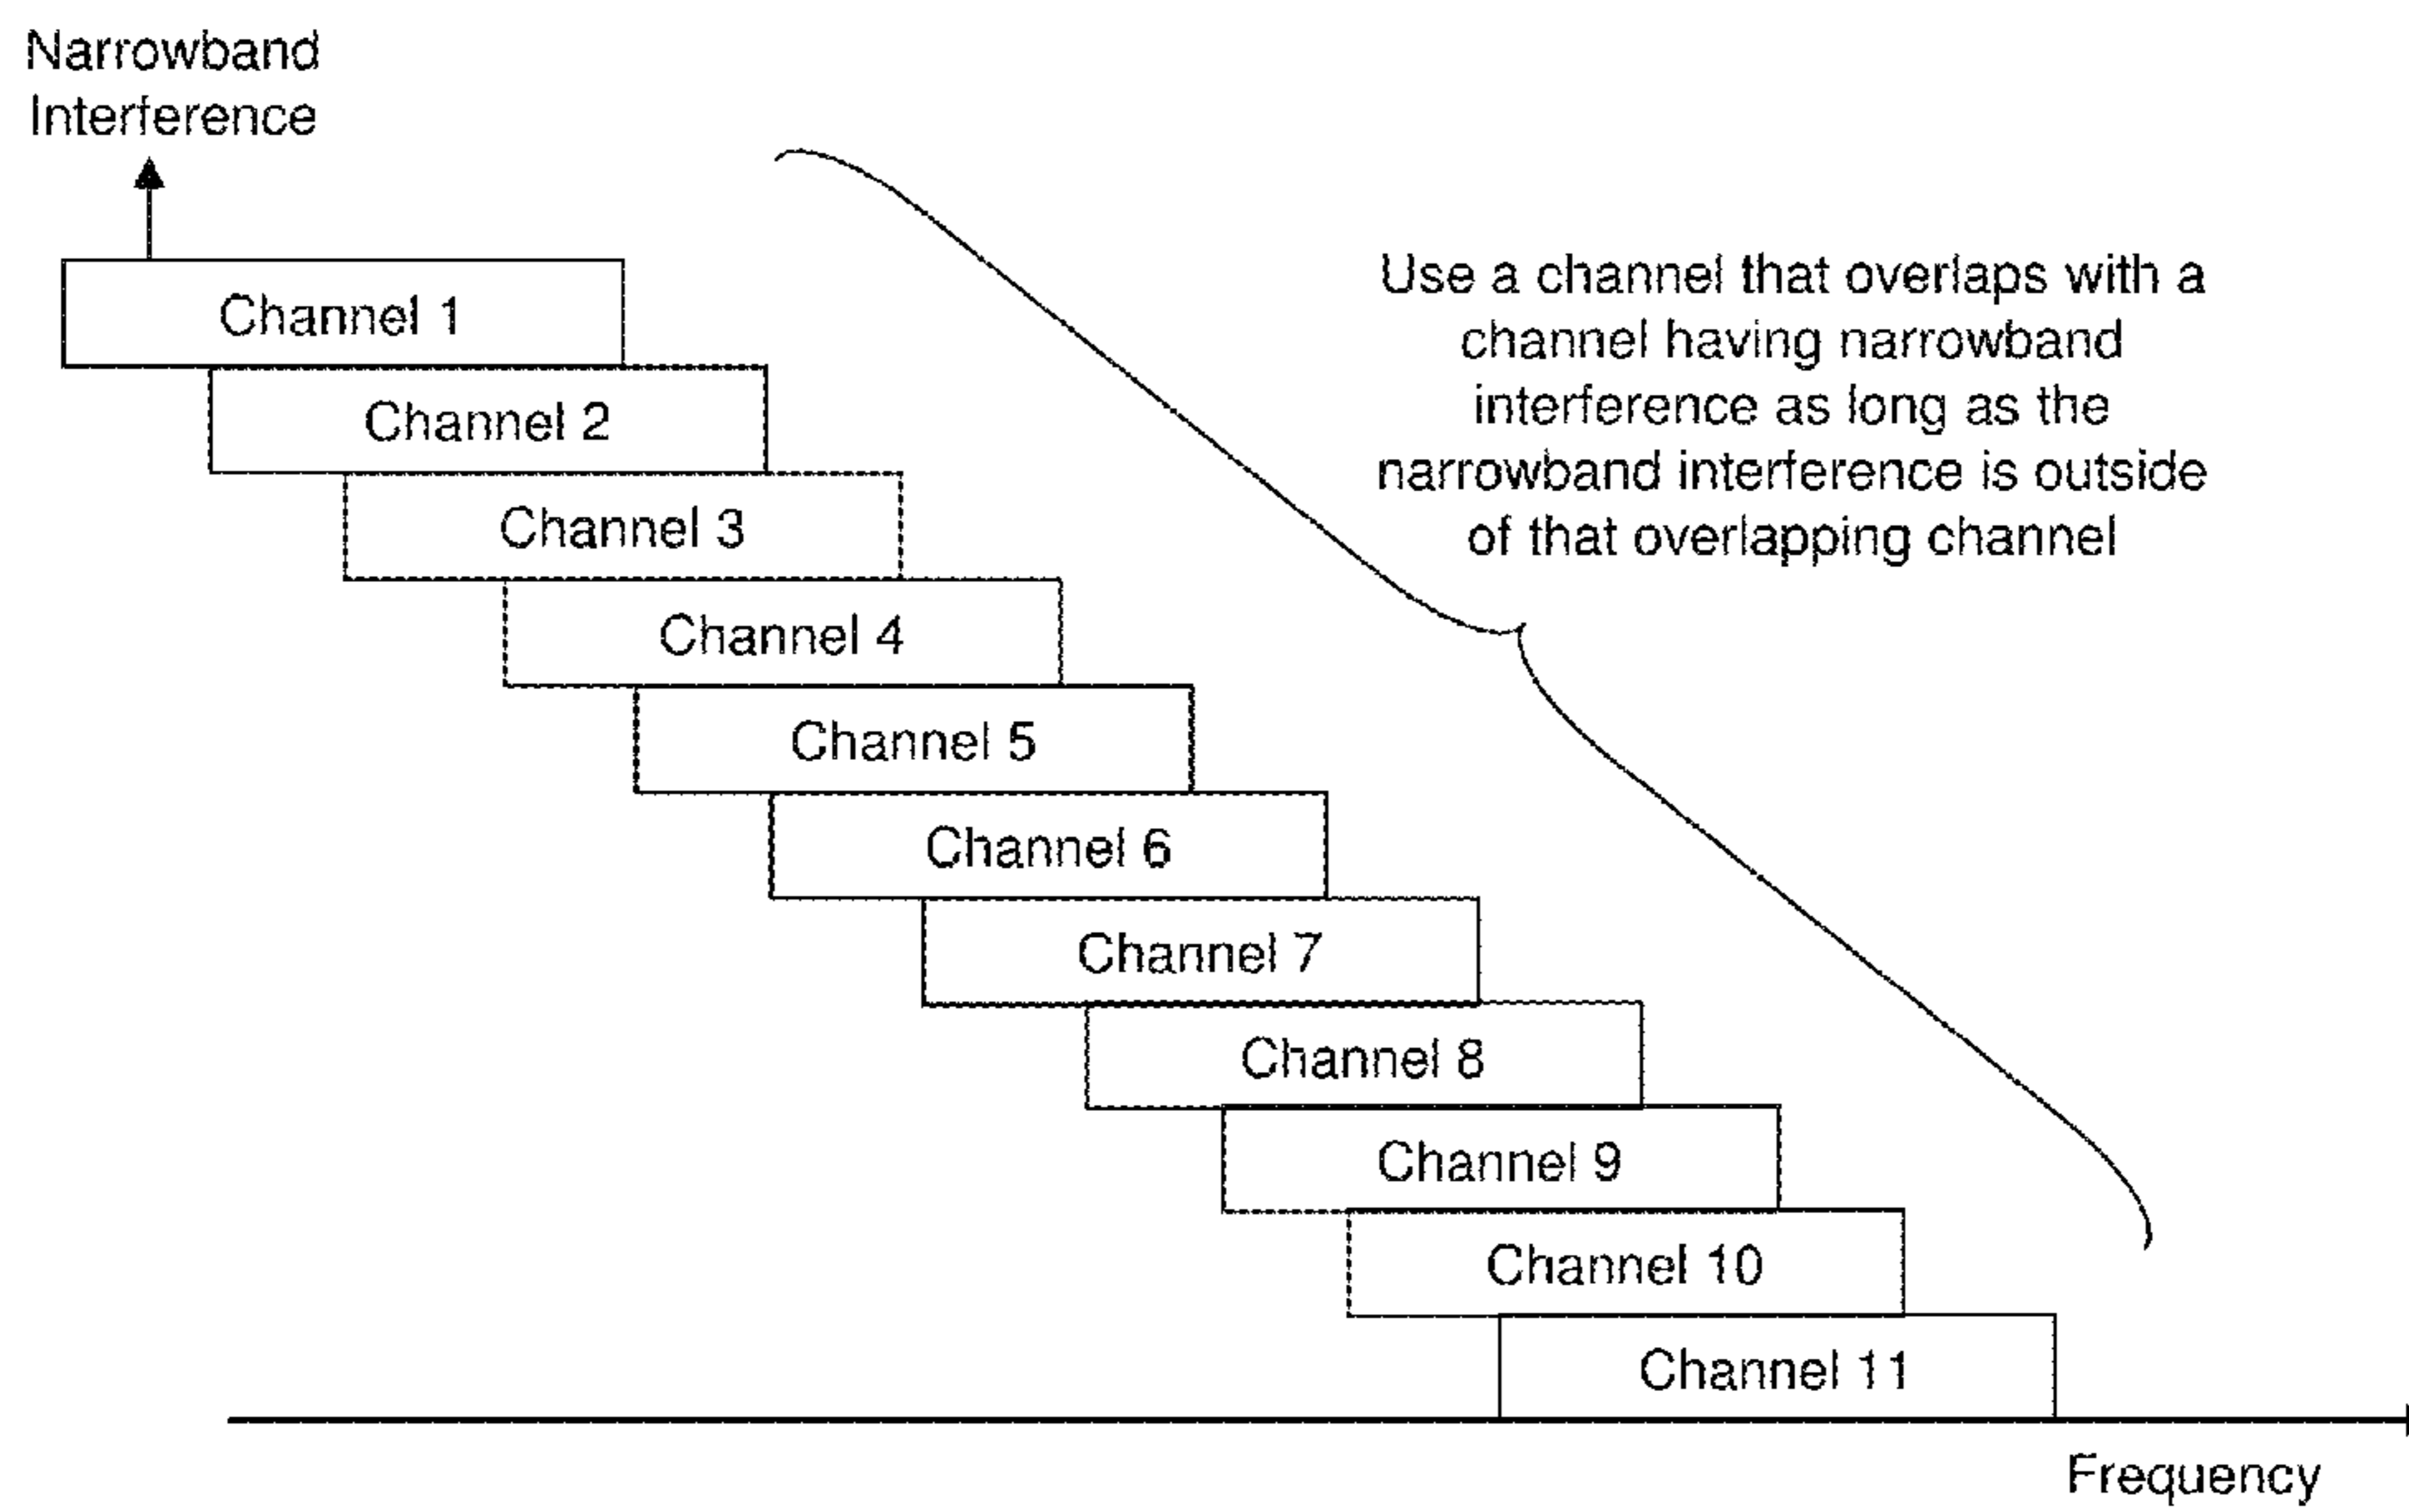 Narrowband
Interference
Use a channel that overlaps with a
channel having narrowband
interference as long as the
narrowband interference is outside
of that overlapping channel
Channel 1
Channel 2
Channel 3
Channel 4
Channel 5
Channel 6
Channel 7
Channel 8
Channel 9
Channel 10
Channel 11
Frequency